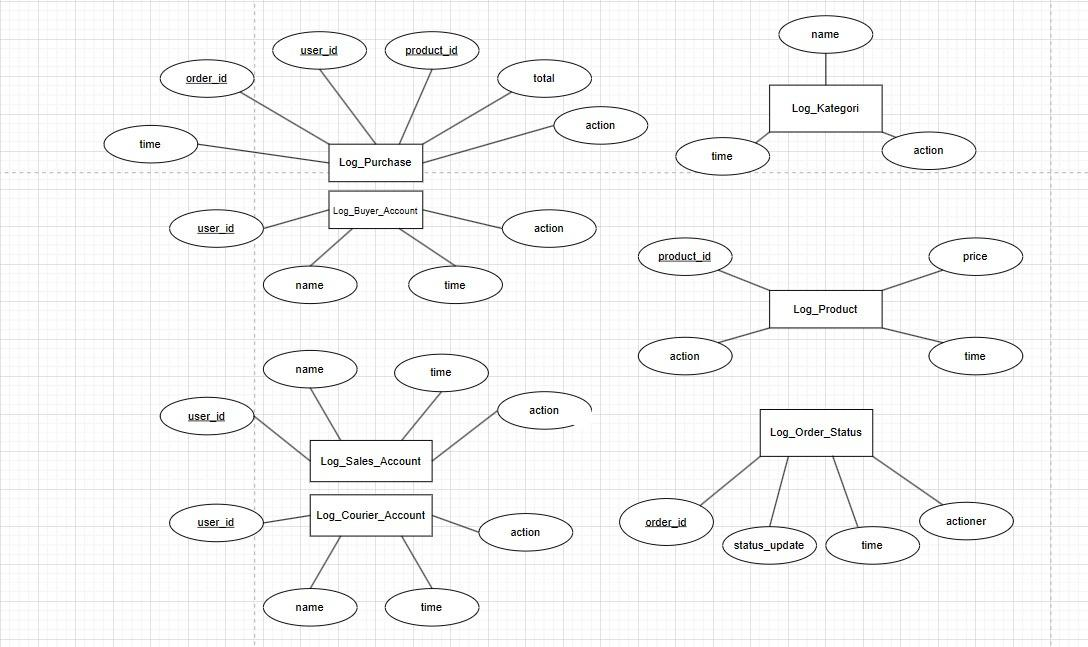 name
user_id
product_id
order_id
total
Log_Kategori
action
time
time
action
Log_Purchase
Log_Buyer_Account
user_id
action
name
time
product_id
price
Log_Product
action
time
name
time
user_id
action
Log_Sales_Account
Log_Order_Status
user_id
Log_Courier_Account
action
name
time
order_id
status_update
time
actioner